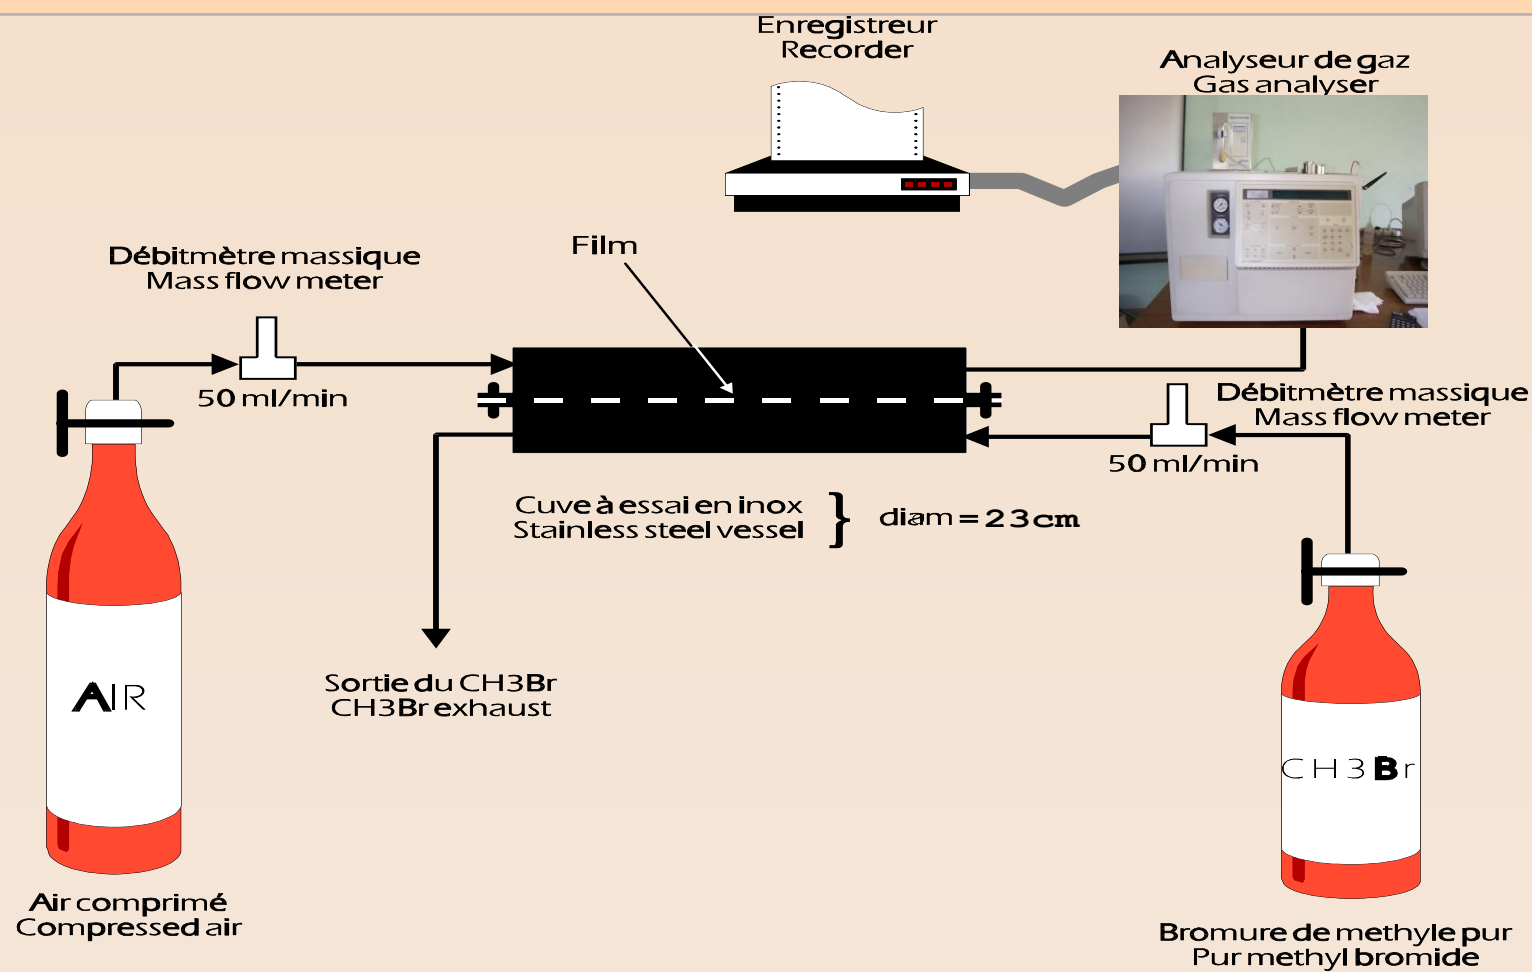 Enregistreur
Recorder
Analyseur de gaz
Gas analyser
Débitmètre massique
Mass flow meter
Film
50 ml/min
Débitmètre massique
Mass flow meter
50 ml/min
Cuve à essai en inox
Stainless steel vessel
} diam = 23cm
Sortie du CH3Br
CH3Br exhaust
AIR
CH3Br
Air comprimé
Compressed air
Bromure de methyle pur
Pur methyl bromide